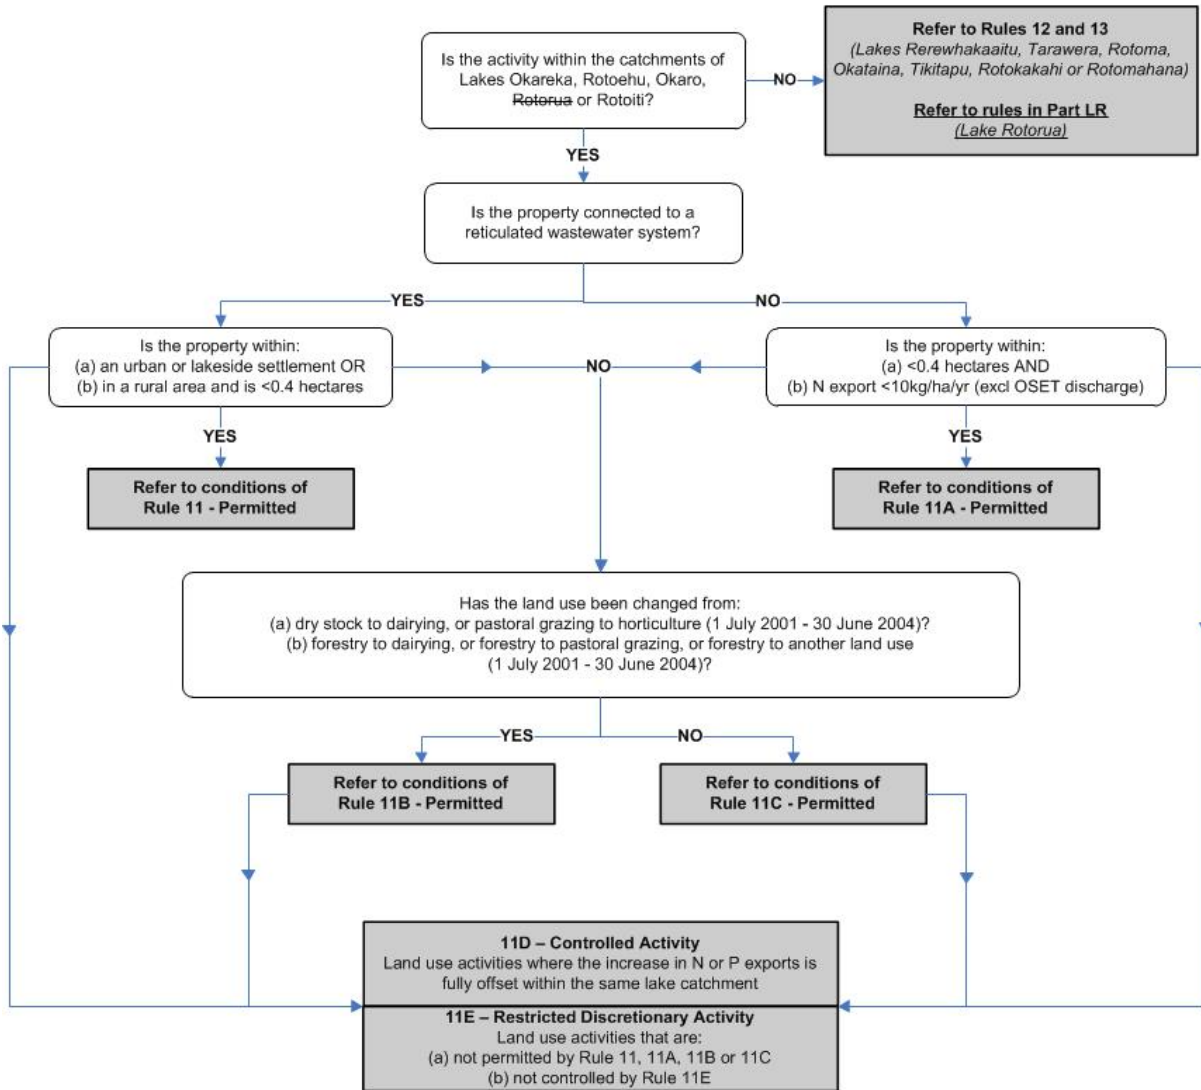 Is the activity within the catchments of
Lakes Okareka, Rotoehu, Okaro,
Rotorua or Rotoiti?
NO
Refer to Rules 12 and 13
(Lakes Rerewhakaaitu, Tarawera, Rotoma,
Okataina, Tikitapu, Rotokakahi or Rotomahana)
Refer to rules in Part LR
(Lake Rotorua)
YES
Is the property connected to a
reticulated wastewater system?
YES
NO
Is the property within:
(a) an urban or lakeside settlement OR
(b) in a rural area and is <0.4 hectares
NO
Is the property within:
(a) <0.4 hectares AND
(b) N export <10kg/ha/yr (excl OSET discharge)
YES
YES
Refer to conditions of
Rule 11 - Permitted
Refer to conditions of
Rule 11A - Permitted
Has the land use been changed from:
(a) dry stock to dairying, or pastoral grazing to horticulture (1 July 2001 - 30 June 2004)?
(b) forestry to dairying, or forestry to pastoral grazing, or forestry to another land use
(1 July 2001 - 30 June 2004)?
YES
NO
Refer to conditions of
Rule 11B - Permitted
Refer to conditions of
Rule 11C - Permitted
11D – Controlled Activity
Land use activities where the increase in N or P exports is
fully offset within the same lake catchment
11E – Restricted Discretionary Activity
Land use activities that are:
(a) not permitted by Rule 11, 11A, 11B or 11C
(b) not controlled by Rule 11E